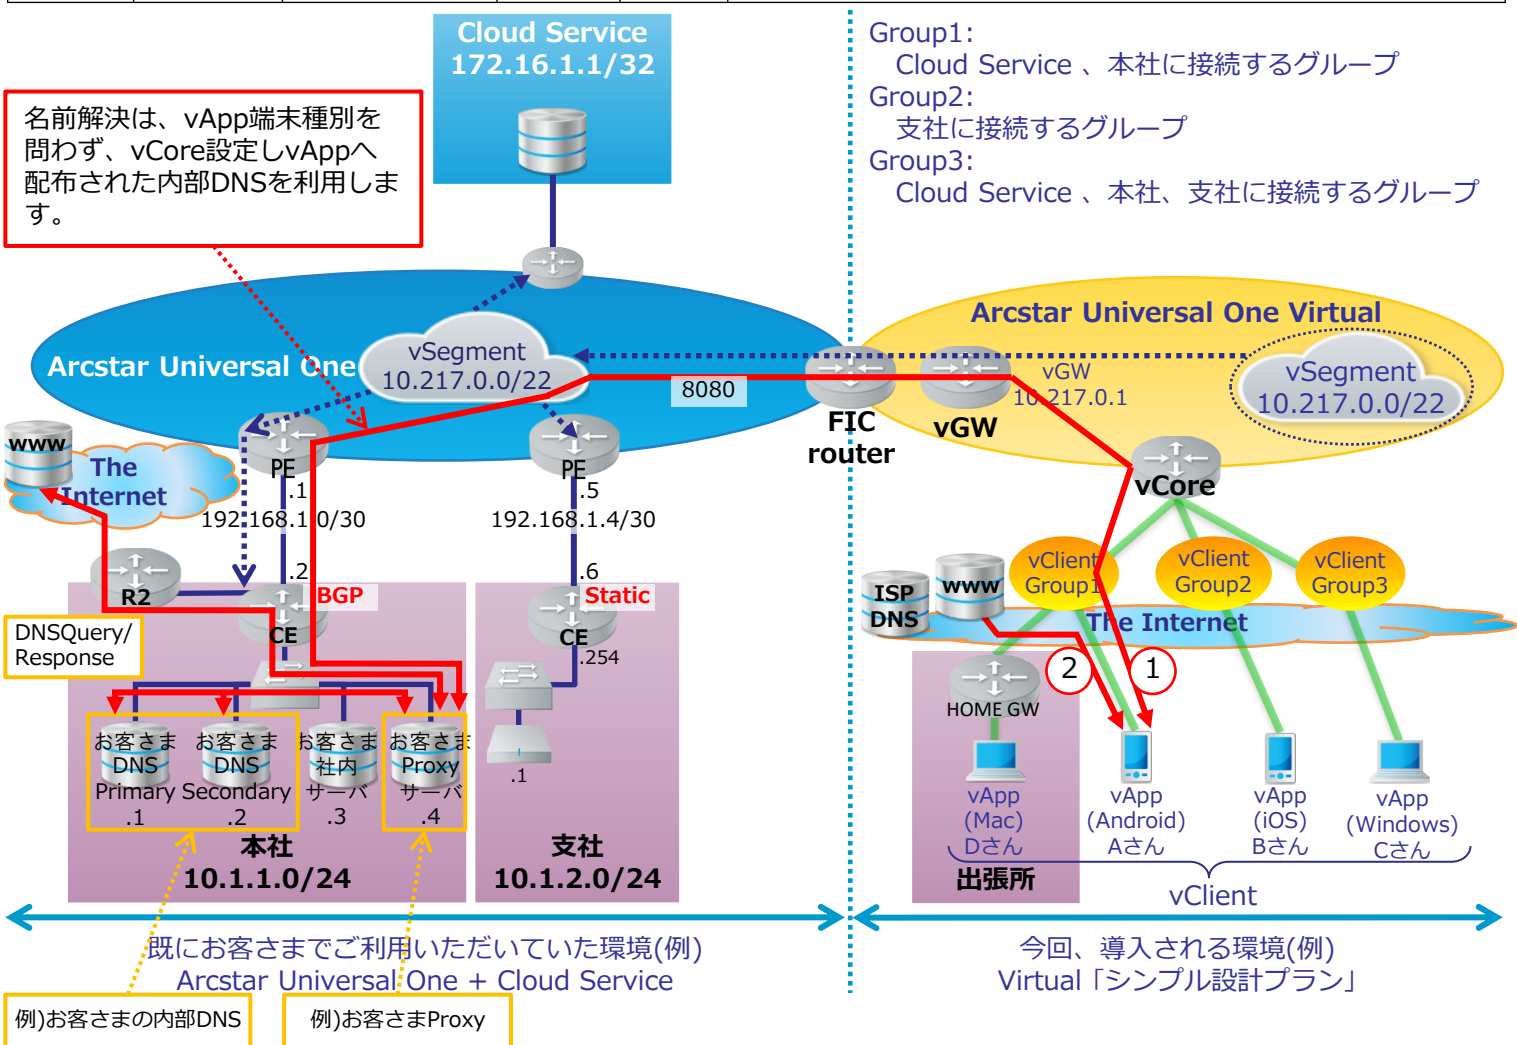 Cloud Service
172.16.1.1/32
Group1:
Cloud Service 、本社に接続するグループ
Group2:
支社に接続するグループ
Group3:
Cloud Service 、本社、支社に接続するグループ
名前解決は、vApp端末種別を
問わず、vCore設定しvAppへ
配布された内部DNSを利用しま
す。
Arcstar Universal One
vSegment
10.217.0.0/22
8080
FIC
router
Arcstar Universal One Virtual
vGW
10.217.0.1
vGW
vSegment
10.217.0.0/22
vCore
www
The
Internet
PE
.1
192.168.1.0/30
.2
BGP
CE
R2
PE
.5
192.168.1.4/30
.6
Static
CE
.254
.1
DNSQuery/
Response
お客さま
DNS
Primary
.1
お客さま
DNS
Secondary
.2
お客さま
社内
サーバ
.3
お客さま
Proxy
サーバ
.4
本社
10.1.1.0/24
支社
10.1.2.0/24
vClient
Group1
vClient
Group2
vClient
Group3
ISP
DNS
www
The Internet
2
1
HOME GW
vApp
(Mac)
Dさん
vApp
(Android)
Aさん
vApp
(iOS)
Bさん
vApp
(Windows)
Cさん
出張所
vClient
既にお客さまでご利用いただいていた環境(例)
Arcstar Universal One + Cloud Service
今回、導入される環境(例)
Virtual「シンプル設計プラン」
例)お客さまの内部DNS
例)お客さまProxy